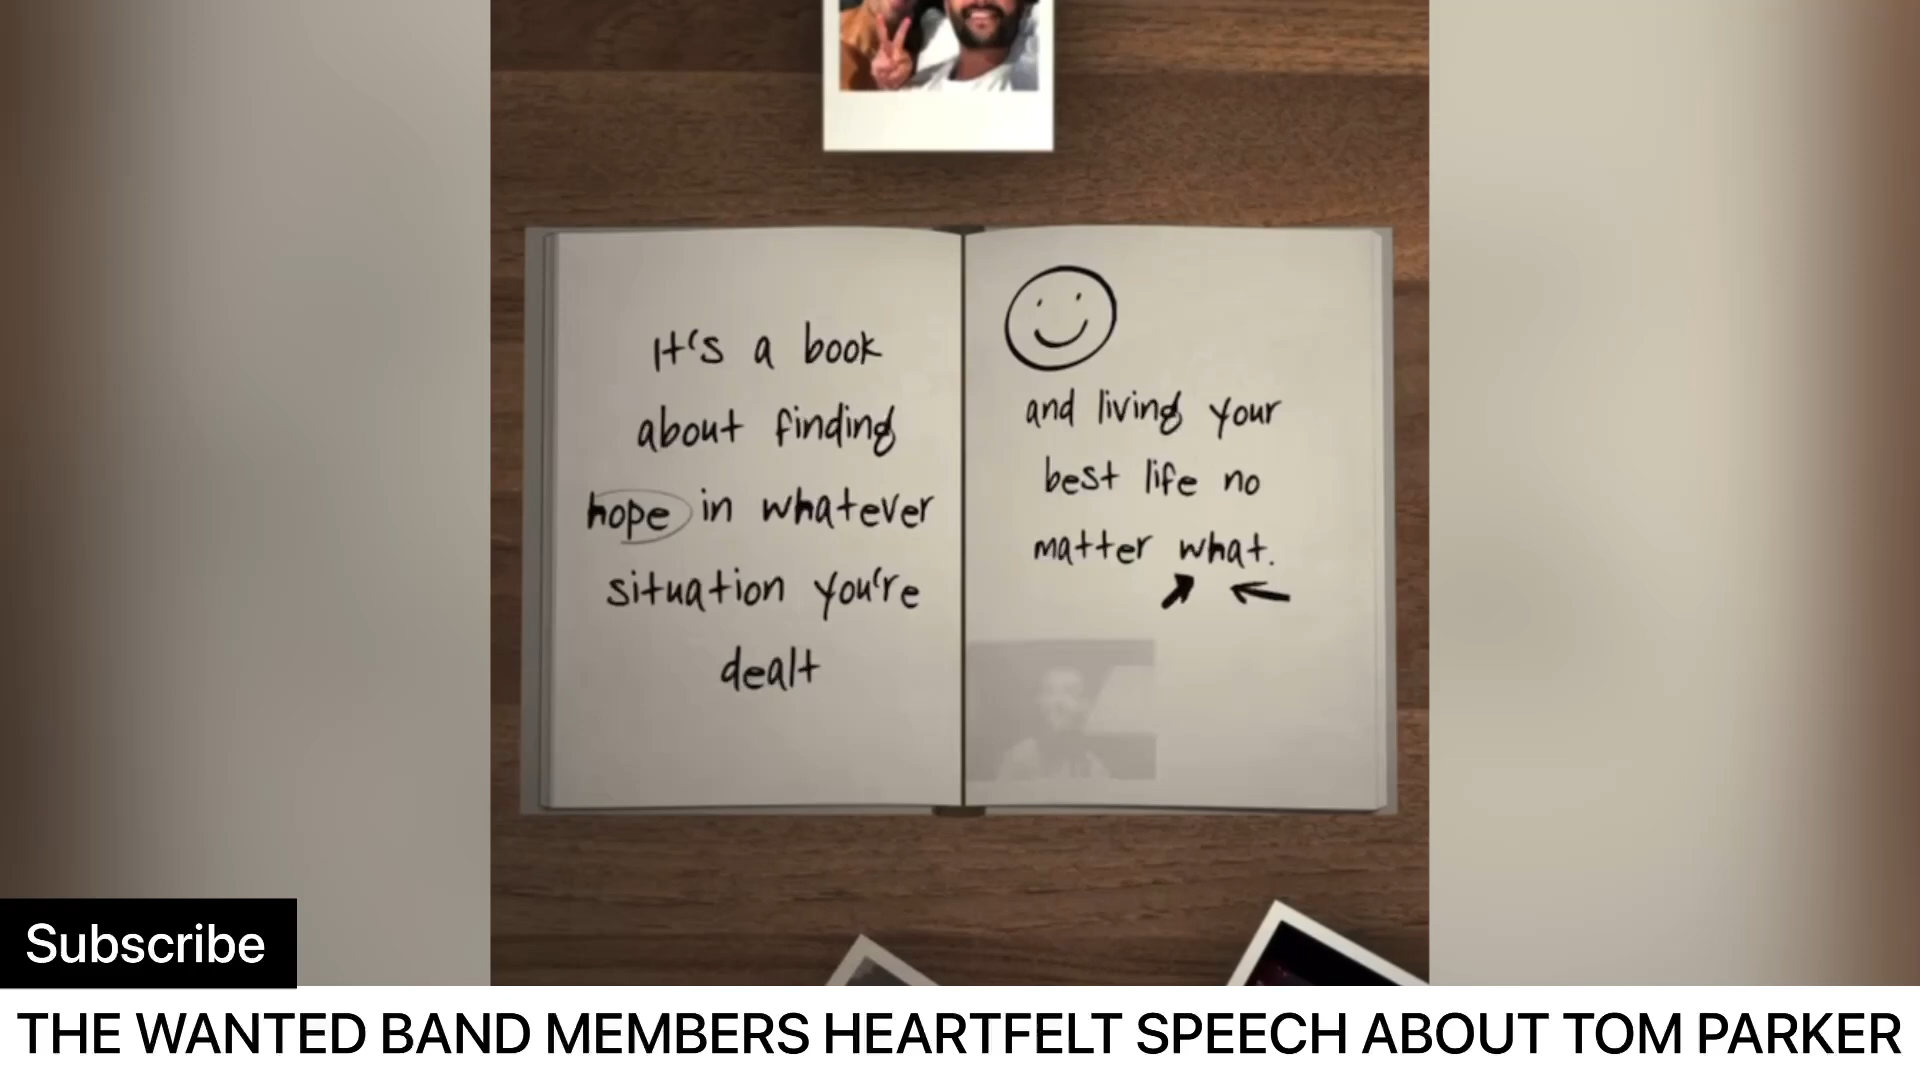 It's a book
about finding
hope in whatever
situation you're
dealt
and living your
best life no
matter what.
Subscribe
THE WANTED BAND MEMBERS HEARTFELT SPEECH ABOUT TOM PARKER